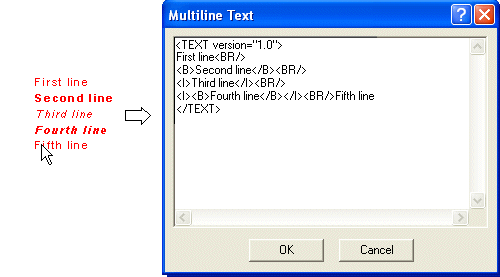 First line
Second line
Third line
Fourth line
Fifth line
Multiline Text
<TEXT version="1.0">
First line<BR/>
<B>Second line</B><BR/>
<I>Third line</I><BR/>
<I><B>Fourth line</B></I><BR/>Fifth line
</TEXT>
OK
Cancel